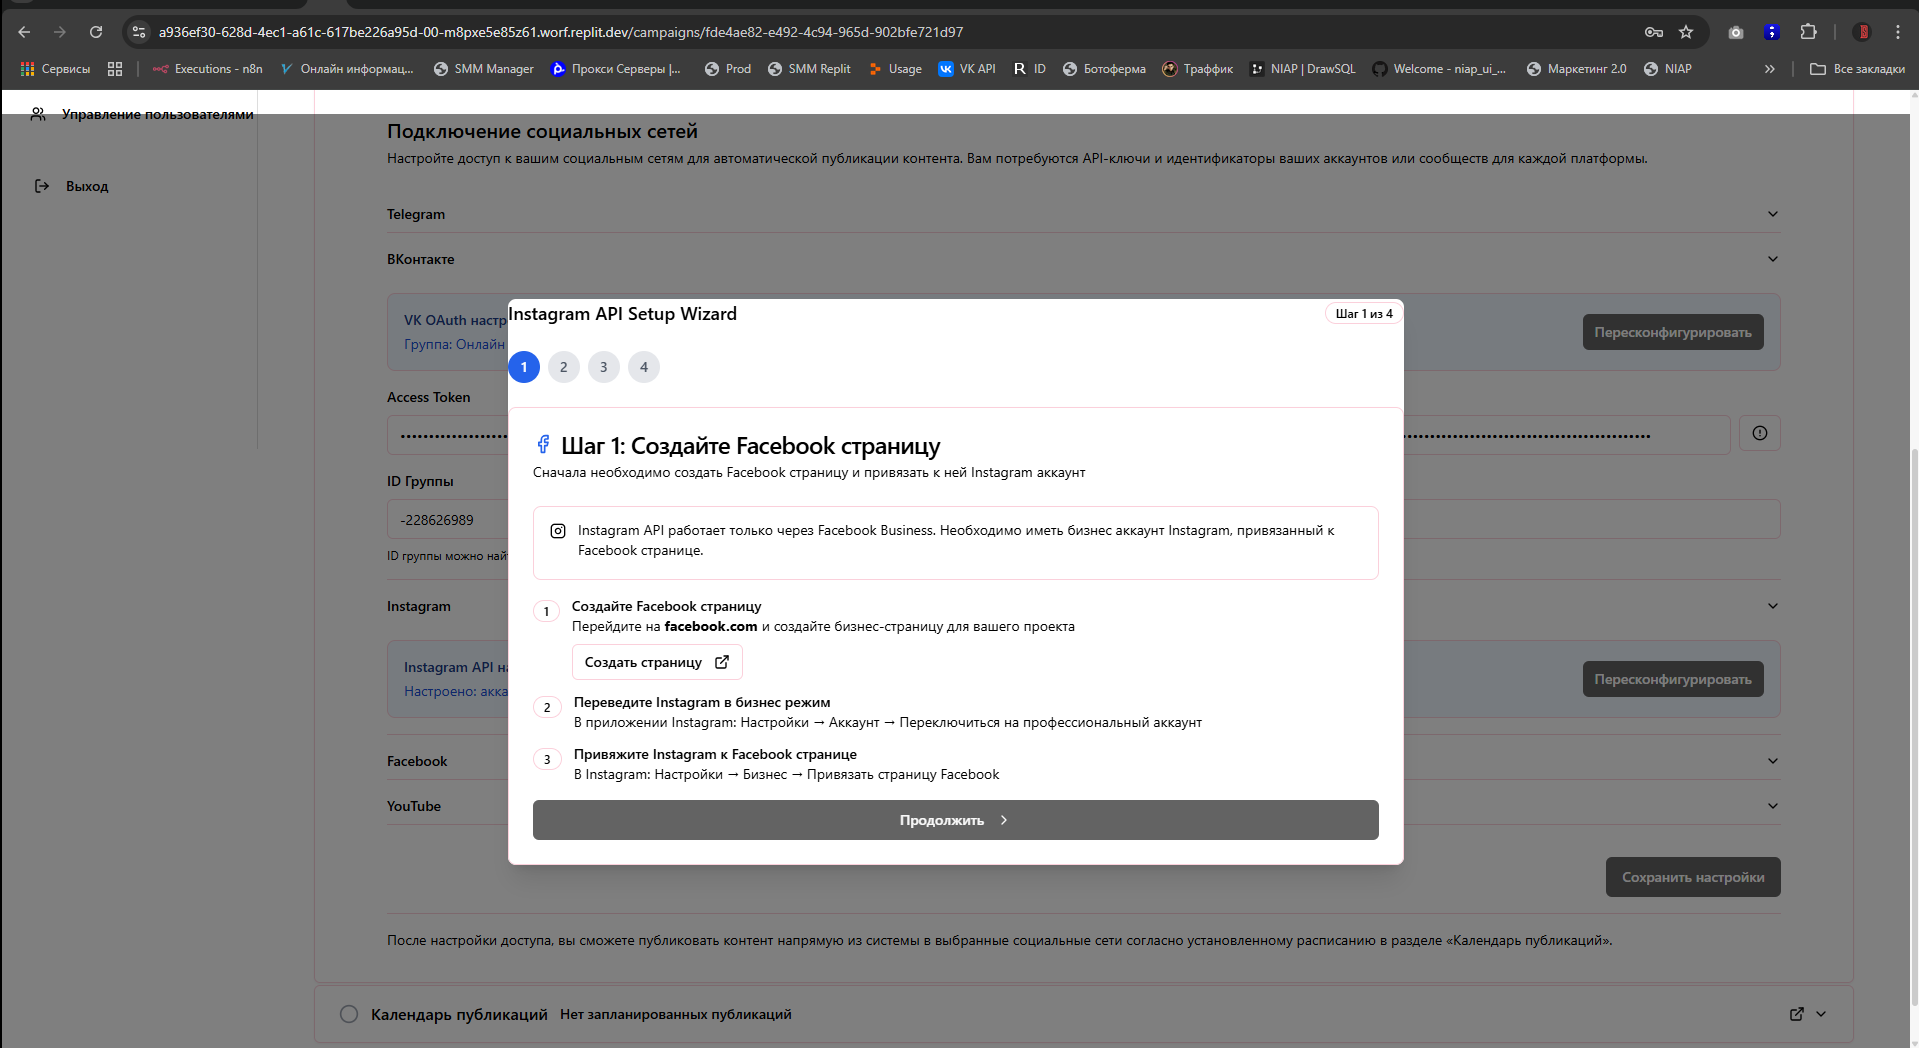 a936ef30-628d-4ec1-a61c-617be226a95d-00-m8pxe5e85z61.worf.replit.dev/campaigns/fde4ae82-e492-4c94-965d-902bfe721d97
Сервисы
Executions - n8n
Онлайн информац...
SMM Manager
Прокси Серверы |...
Prod
SMM Replit
Usage
VK API
ID
Ботоферма
Траффик
NIAP | DrawSQL
Welcome - niap_ui_...
Маркетинг 2.0
NIAP
Все закладки
Управление пользователями
Выход
Подключение социальных сетей
Настройте доступ к вашим социальным сетям для автоматической публикации контента. Вам потребуются API-ключи и идентификаторы ваших аккаунтов или сообществ для каждой платформы.
Telegram
ВКонтакте
VK OAuth настр
Группа: Онлайн
Пересконфигурировать
Access Token
ID Группы
-228626989
ID группы можно най
Instagram
Instagram API н
Настроено: акка
Пересконфигурировать
Facebook
YouTube
Сохранить настройки
После настройки доступа, вы сможете публиковать контент напрямую из системы в выбранные социальные сети согласно установленному расписанию в разделе «Календарь публикаций».
Календарь публикаций Нет запланированных публикаций
Instagram API Setup Wizard
Шаг 1 из 4
1 2 3 4
Шаг 1: Создайте Facebook страницу
Сначала необходимо создать Facebook страницу и привязать к ней Instagram аккаунт
Instagram API работает только через Facebook Business. Необходимо иметь бизнес аккаунт Instagram, привязанный к
Facebook странице.
1 Создайте Facebook страницу
Перейдите на facebook.com и создайте бизнес-страницу для вашего проекта
Создать страницу
2 Переведите Instagram в бизнес режим
В приложении Instagram: Настройки → Аккаунт → Переключиться на профессиональный аккаунт
3 Привяжите Instagram к Facebook странице
В Instagram: Настройки → Бизнес → Привязать страницу Facebook
Продолжить